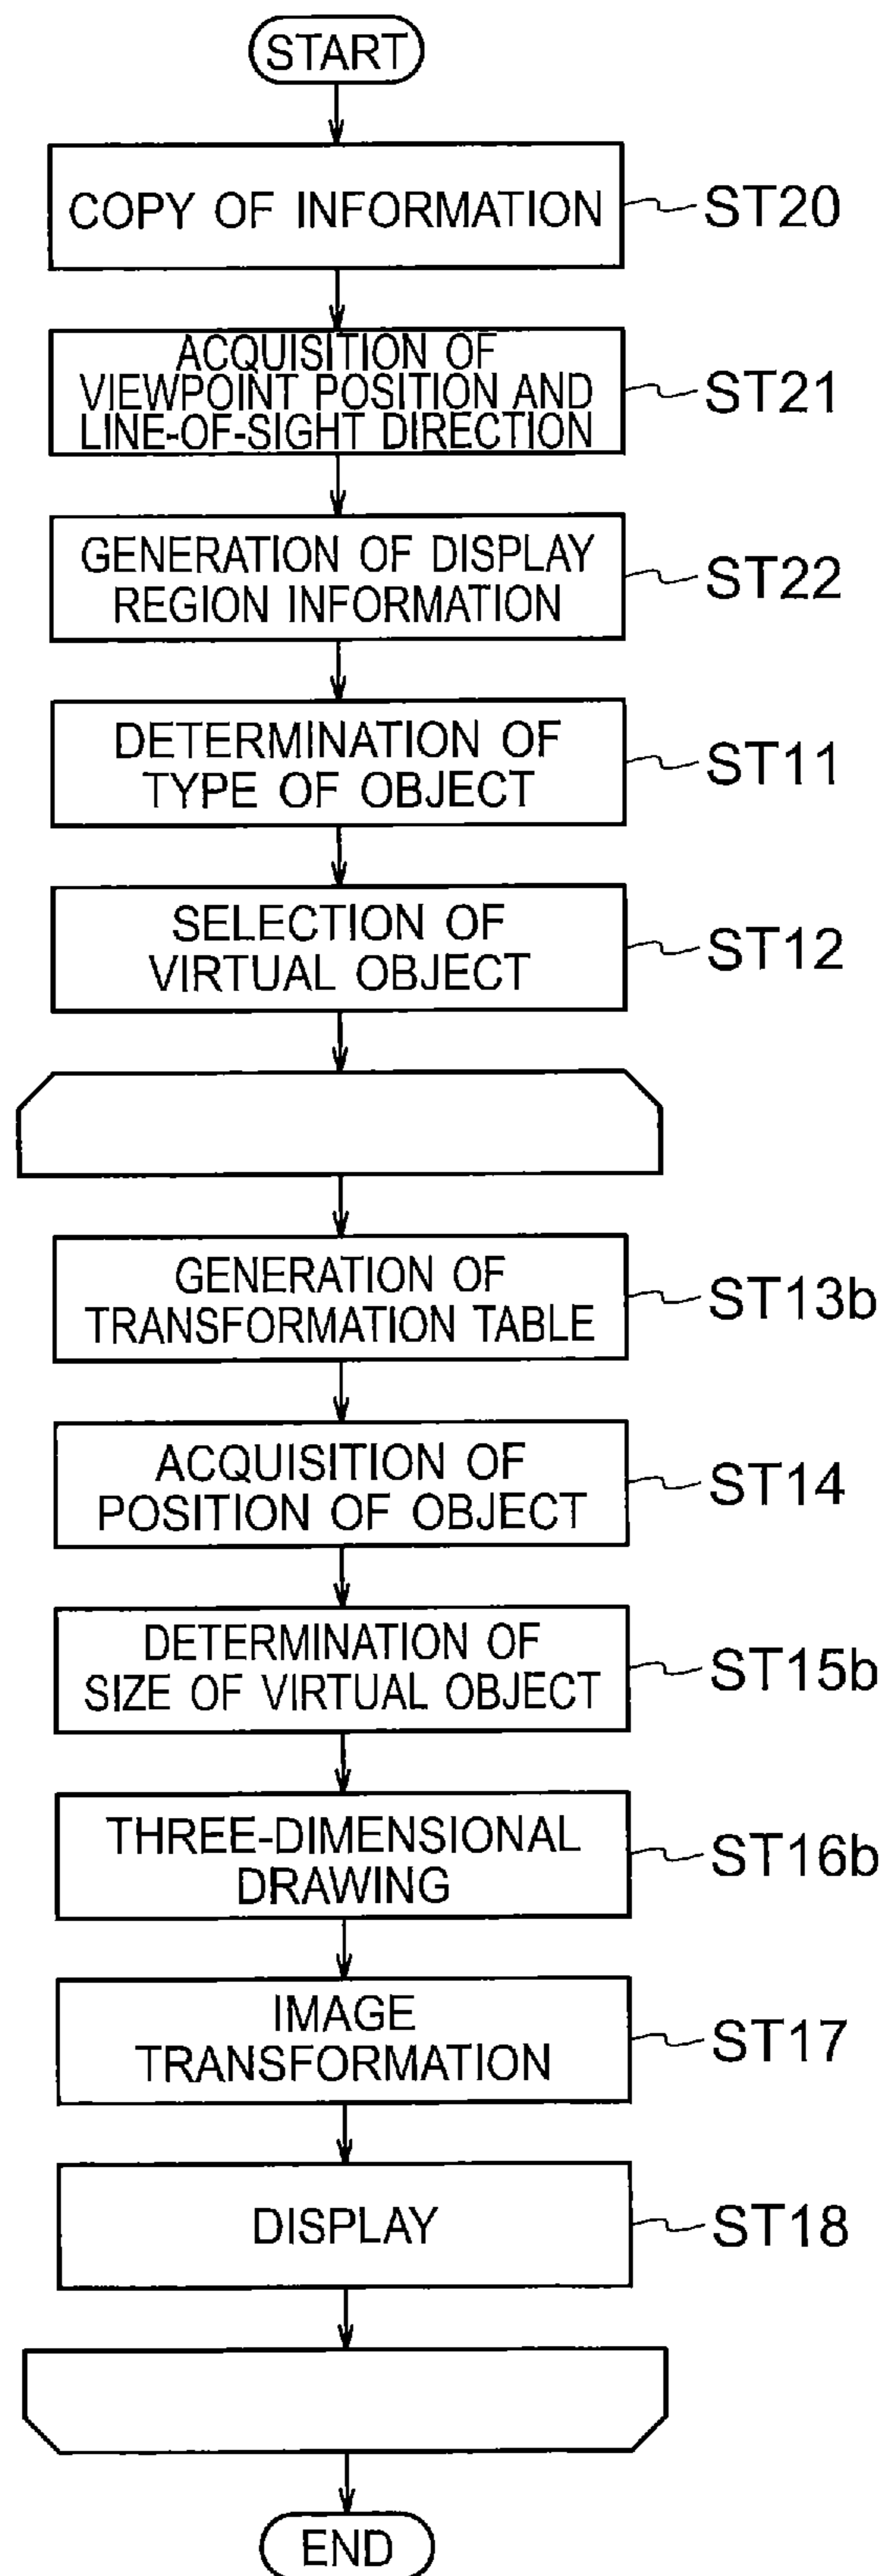 START
COPY OF INFORMATION
ST20
ACQUISITION OF
VIEWPOINT POSITION AND
LINE-OF-SIGHT DIRECTION
ST21
GENERATION OF DISPLAY
REGION INFORMATION
ST22
DETERMINATION OF
TYPE OF OBJECT
ST11
SELECTION OF
VIRTUAL OBJECT
ST12
GENERATION OF
TRANSFORMATION TABLE
ST13b
ACQUISITION OF
POSITION OF OBJECT
ST14
DETERMINATION OF
SIZE OF VIRTUAL OBJECT
ST15b
THREE-DIMENSIONAL
DRAWING
ST16b
IMAGE
TRANSFORMATION
ST17
DISPLAY
ST18
END